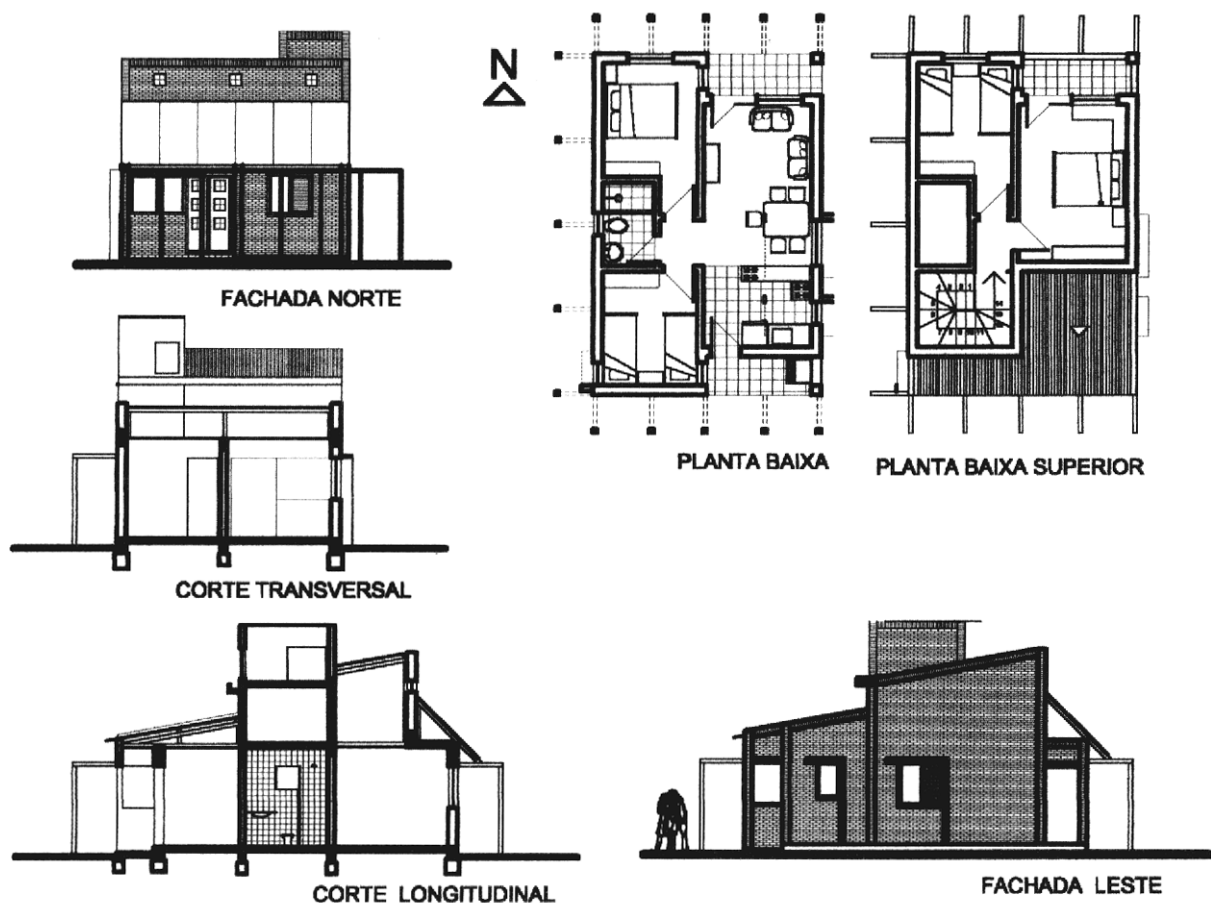 N
FACHADA NORTE
PLANTA BAIXA
PLANTA BAIXA SUPERIOR
CORTE TRANSVERSAL
CORTE LONGITUDINAL
FACHADA LESTE